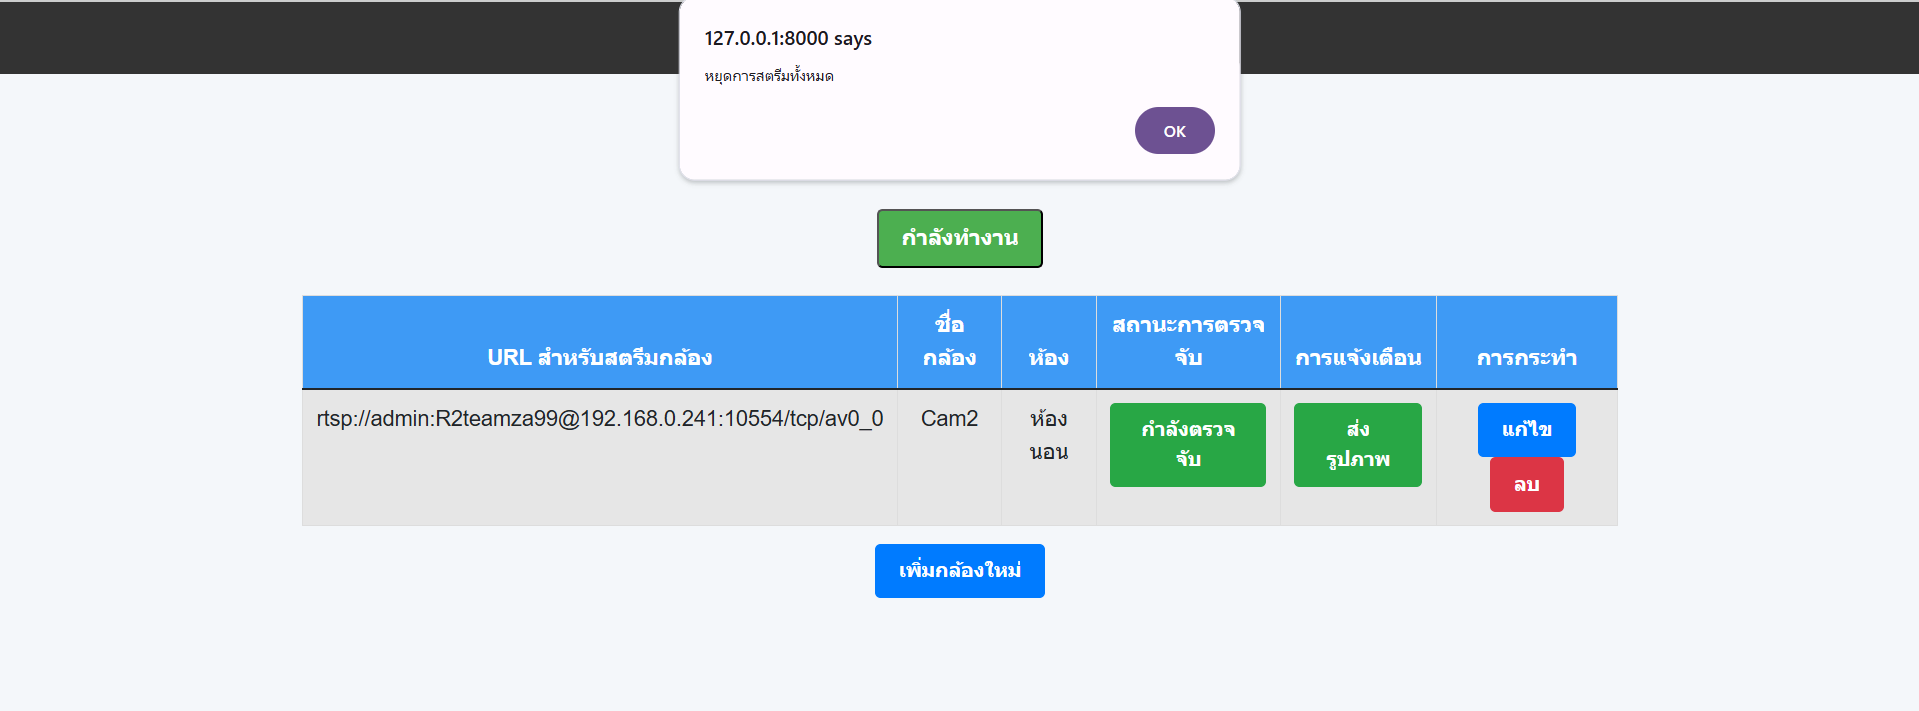 127.0.0.1:8000 says
หยุดการสตรีมทั้งหมด
OK
กำลังทำงาน
URL สำหรับสตรีมกล้อง
ชื่อ
กล้อง
ห้อง
สถานะการตรวจ
จับ
การแจ้งเตือน
การกระทำ
rtsp://admin:R2teamza99@192.168.0.241:10554/tcp/av0_0
Cam2
ห้อง
นอน
กำลังตรวจ
จับ
ส่ง
รูปภาพ
แก้ไข
ลบ
เพิ่มกล้องใหม่